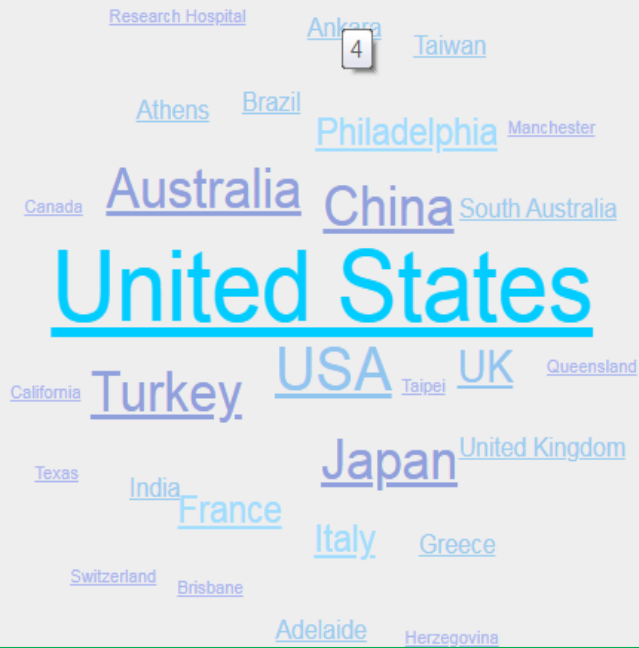 Research Hospital
Ankara
4
Taiwan
Athens
Brazil
Philadelphia
Manchester
Canada
Australia
China
South Australia
United States
California
Turkey
USA
Taipei
UK
Queensland
Texas
India
France
Japan
United Kingdom
Italy
Greece
Switzerland
Brisbane
Adelaide
Herzegovina